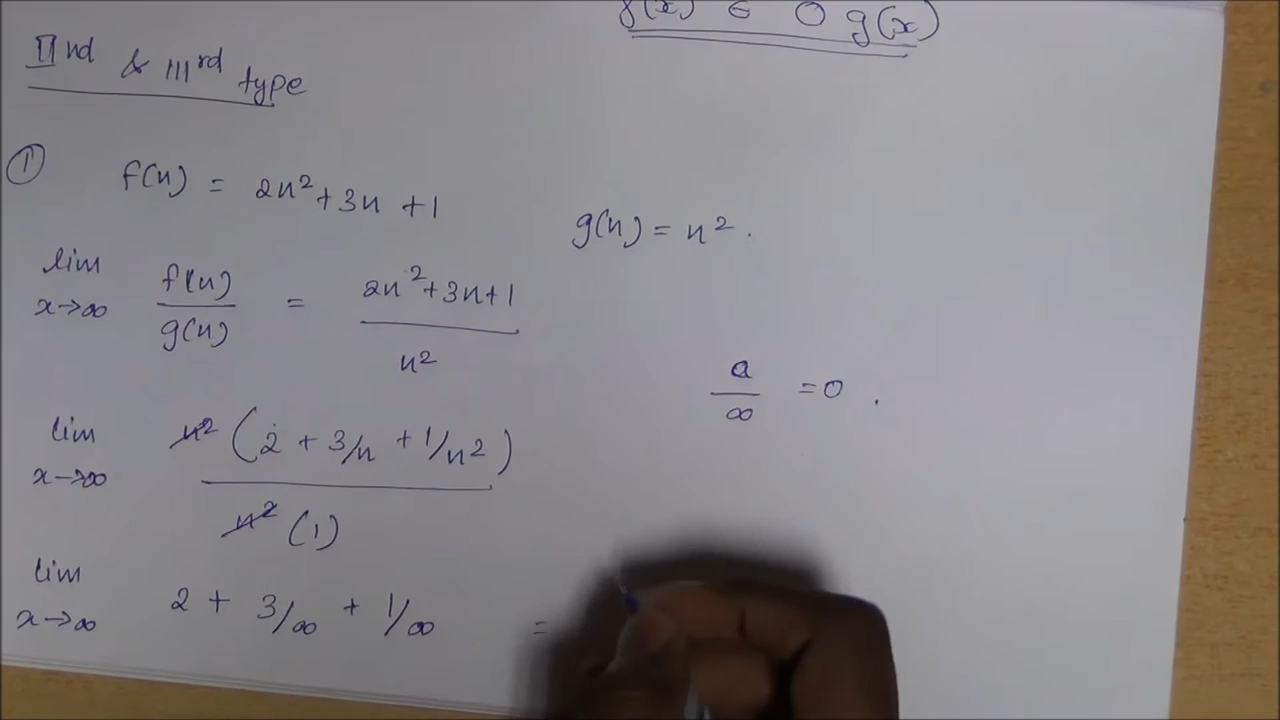 f(x) ∈ O g(x)
IInd & IIIrd type
① f(n) = 2n²+3n+1
g(n) = n².
lim x→∞ f(n)/g(n) = 2n²+3n+1/n²
a/∞ = 0.
lim x→∞ n²(2 + 3/n + 1/n²)/n²(1)
lim x→∞ 2 + 3/∞ + 1/∞ =